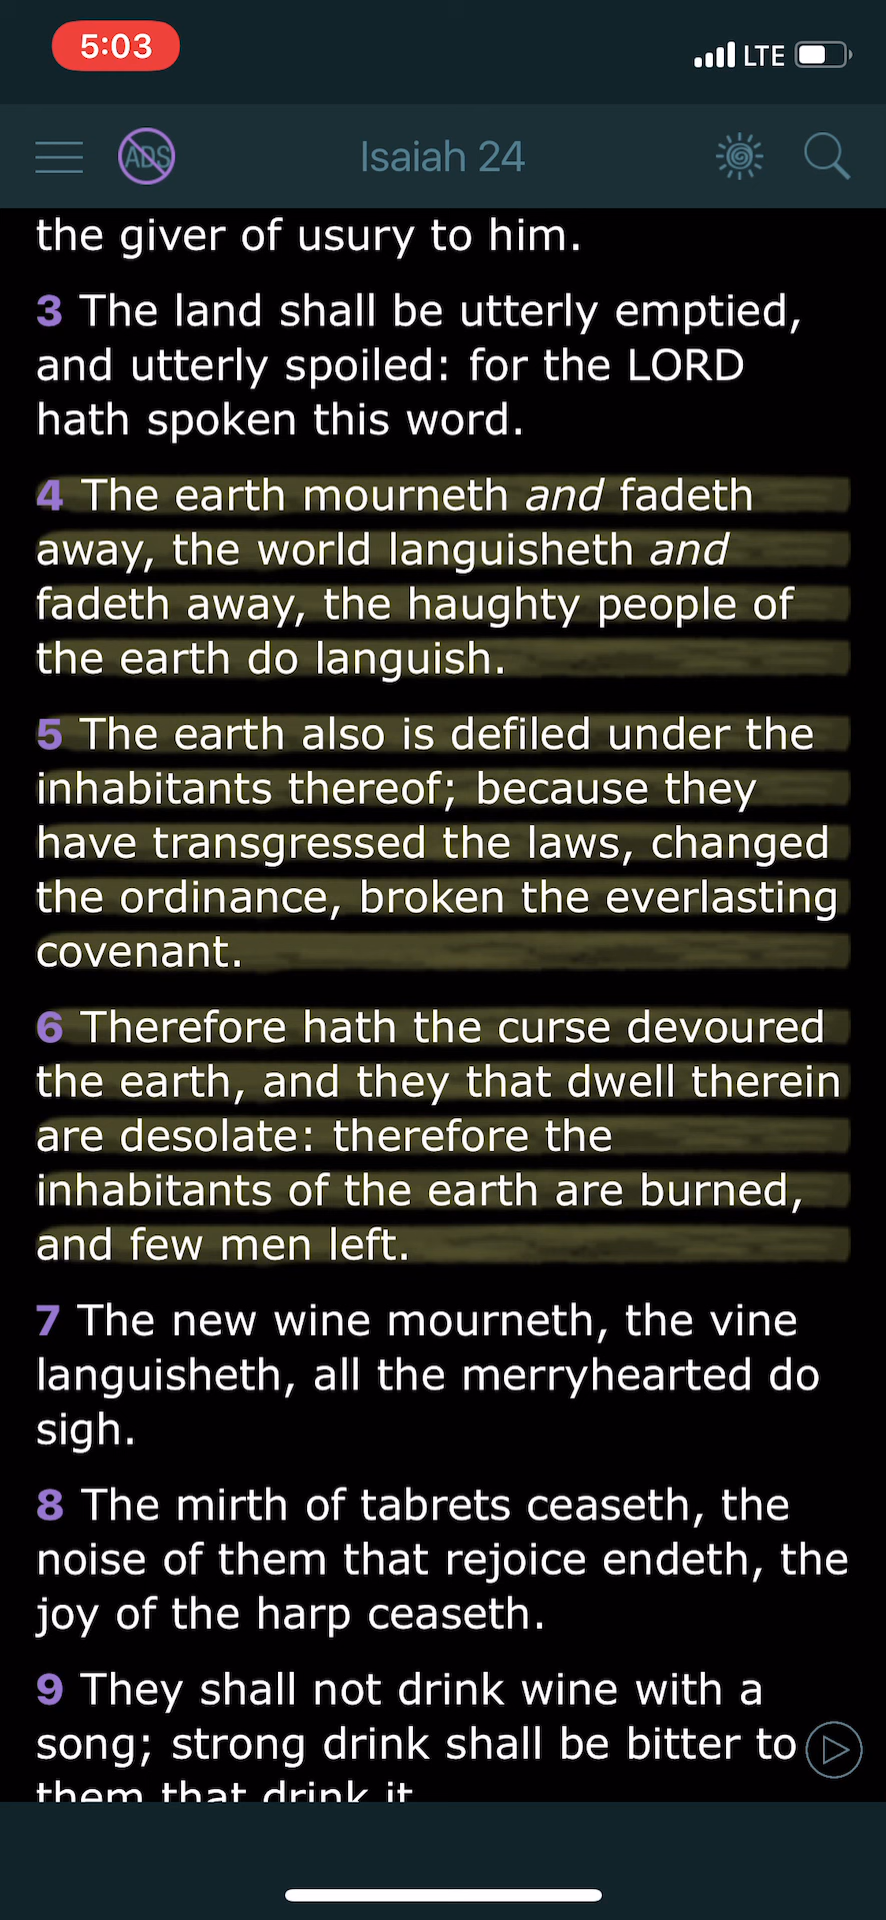 5:03
LTE
ADS
Isaiah 24
the giver of usury to him.
3 The land shall be utterly emptied,
and utterly spoiled: for the LORD
hath spoken this word.
4 The earth mourneth and fadeth
away, the world languisheth and
fadeth away, the haughty people of
the earth do languish.
5 The earth also is defiled under the
inhabitants thereof; because they
have transgressed the laws, changed
the ordinance, broken the everlasting
covenant.
6 Therefore hath the curse devoured
the earth, and they that dwell therein
are desolate: therefore the
inhabitants of the earth are burned,
and few men left.
7 The new wine mourneth, the vine
languisheth, all the merryhearted do
sigh.
8 The mirth of tabrets ceaseth, the
noise of them that rejoice endeth, the
joy of the harp ceaseth.
9 They shall not drink wine with a
song; strong drink shall be bitter to
them that drink it